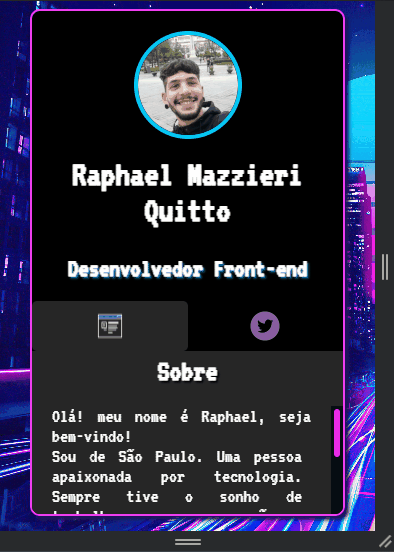 Raphael Mazzieri
Quitto
Desenvolvedor Front-end
Sobre
Olá! meu nome é Raphael, seja
bem-vindo!
Sou de São Paulo. Uma pessoa
apaixonada por tecnologia.
Sempre tive o sonho de